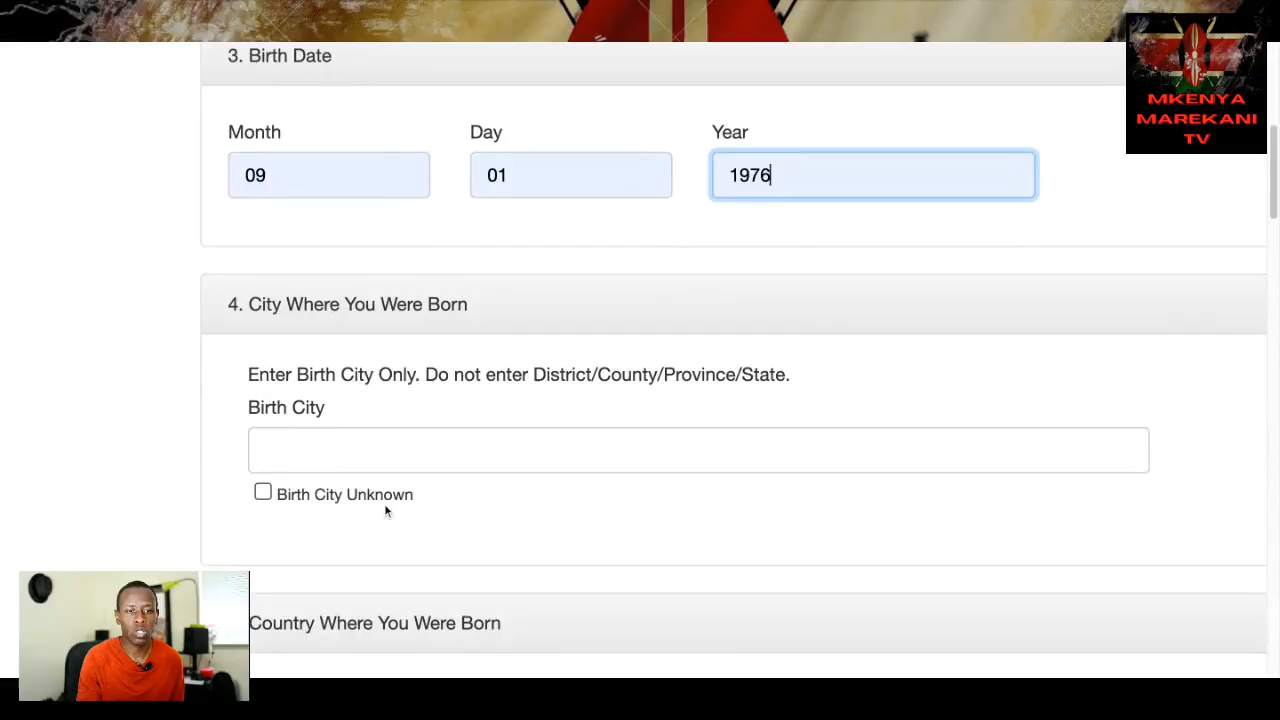 3. Birth Date
MKENYA
MAREKANI
TV
Month
Day
Year
09
01
1976
4. City Where You Were Born
Enter Birth City Only. Do not enter District/County/Province/State.
Birth City
Birth City Unknown
Country Where You Were Born